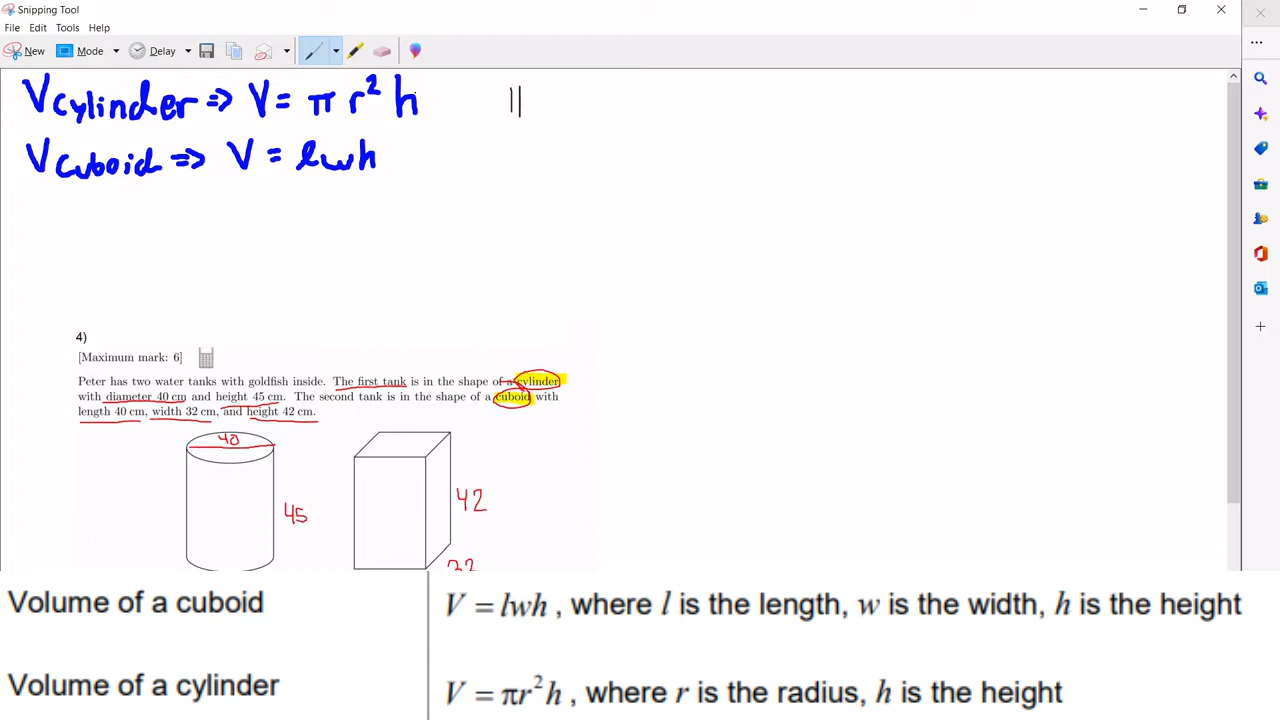 Snipping Tool
File Edit Tools Help
New Mode Delay
Vcylinder => V = π r² h
Vcuboid => V = lwh
4)
[Maximum mark: 6]
Peter has two water tanks with goldfish inside. The first tank is in the shape of a cylinder
with diameter 40 cm and height 45 cm. The second tank is in the shape of a cuboid with
length 40 cm, width 32 cm, and height 42 cm.
40
45
42
Volume of a cuboid
V = lwh , where l is the length, w is the width, h is the height
Volume of a cylinder
V = πr²h , where r is the radius, h is the height